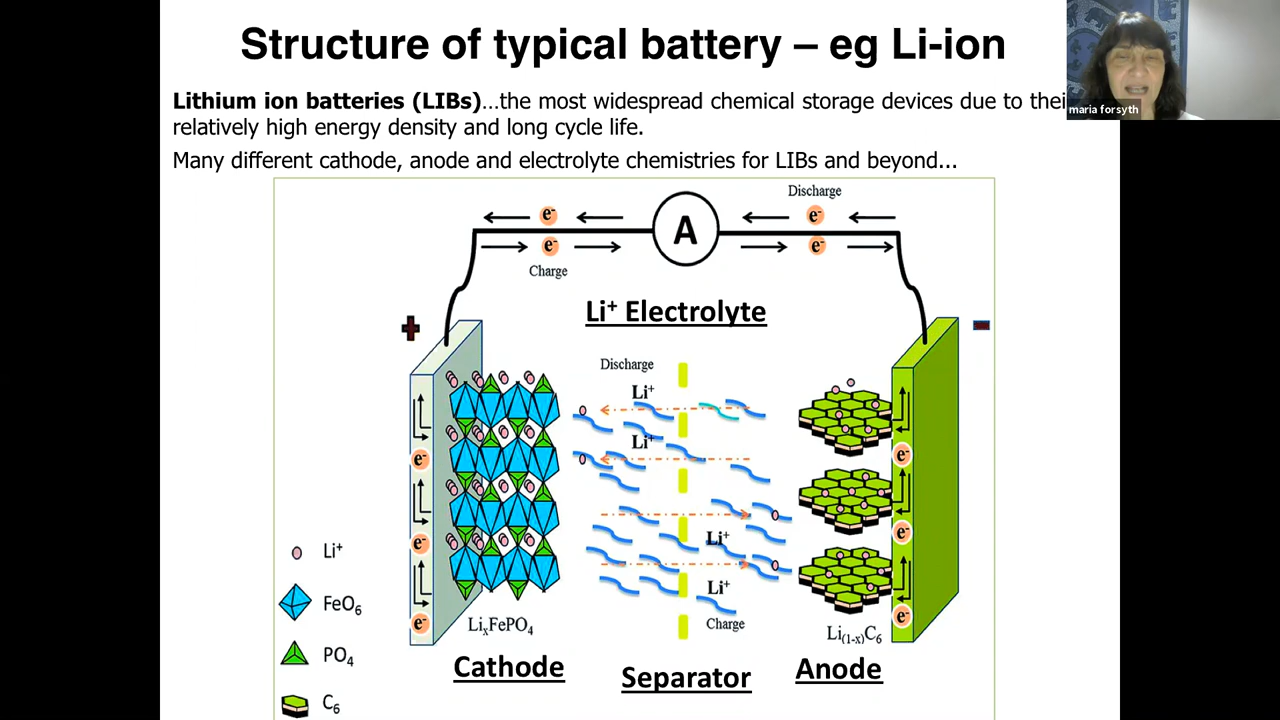 Structure of typical battery – eg Li-ion
maria forsyth
Lithium ion batteries (LIBs)…the most widespread chemical storage devices due to thei
relatively high energy density and long cycle life.
Many different cathode, anode and electrolyte chemistries for LIBs and beyond...
Discharge
e- e-
A
e- e-
Charge
Li+ Electrolyte
+ -
Discharge
Li+
Li+
e- e-
Li+
Li+
e- e-
Li+
FeO6
e- e-
LixFePO4 Charge Li(1-x)C6
PO4
Cathode Separator Anode
C6